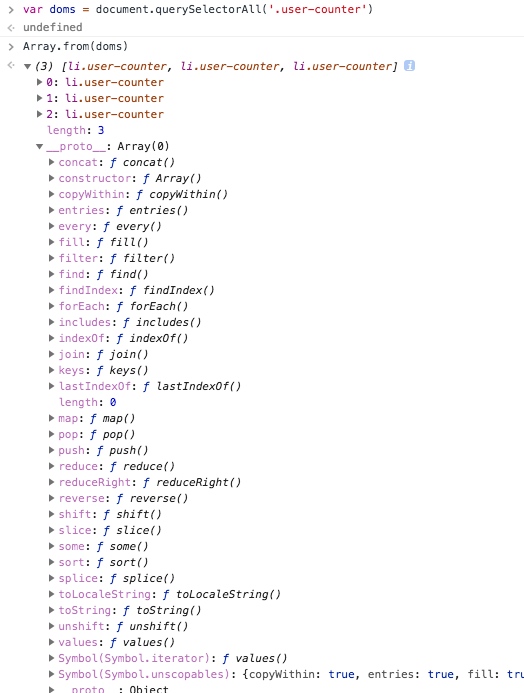 > var doms = document.querySelectorAll('.user-counter')
undefined
> Array.from(doms)
(3) [li.user-counter, li.user-counter, li.user-counter] i
0: li.user-counter
1: li.user-counter
2: li.user-counter
length: 3
__proto__: Array(0)
concat: ƒ concat()
constructor: ƒ Array()
copyWithin: ƒ copyWithin()
entries: ƒ entries()
every: ƒ every()
fill: ƒ fill()
filter: ƒ filter()
find: ƒ find()
findIndex: ƒ findIndex()
forEach: ƒ forEach()
includes: ƒ includes()
indexOf: ƒ indexOf()
join: ƒ join()
keys: ƒ keys()
lastIndexOf: ƒ lastIndexOf()
length: 0
map: ƒ map()
pop: ƒ pop()
push: ƒ push()
reduce: ƒ reduce()
reduceRight: ƒ reduceRight()
reverse: ƒ reverse()
shift: ƒ shift()
slice: ƒ slice()
some: ƒ some()
sort: ƒ sort()
splice: ƒ splice()
toLocaleString: ƒ toLocaleString()
toString: ƒ toString()
unshift: ƒ unshift()
values: ƒ values()
Symbol(Symbol.iterator): ƒ values()
Symbol(Symbol.unscopables): {copyWithin: true, entries: true, fill: tru
__proto__: Object